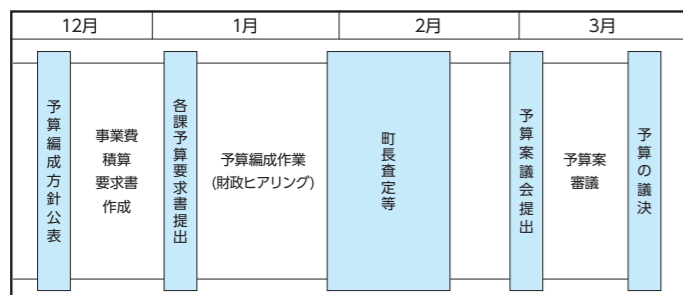 12月
1月
2月
3月
予算編成方針公表
事業費
積算
要求書
作成
各課予算要求書提出
予算編成作業
(財政ヒアリング)
町長査定等
予算案議会提出
予算案
審議
予算の議決